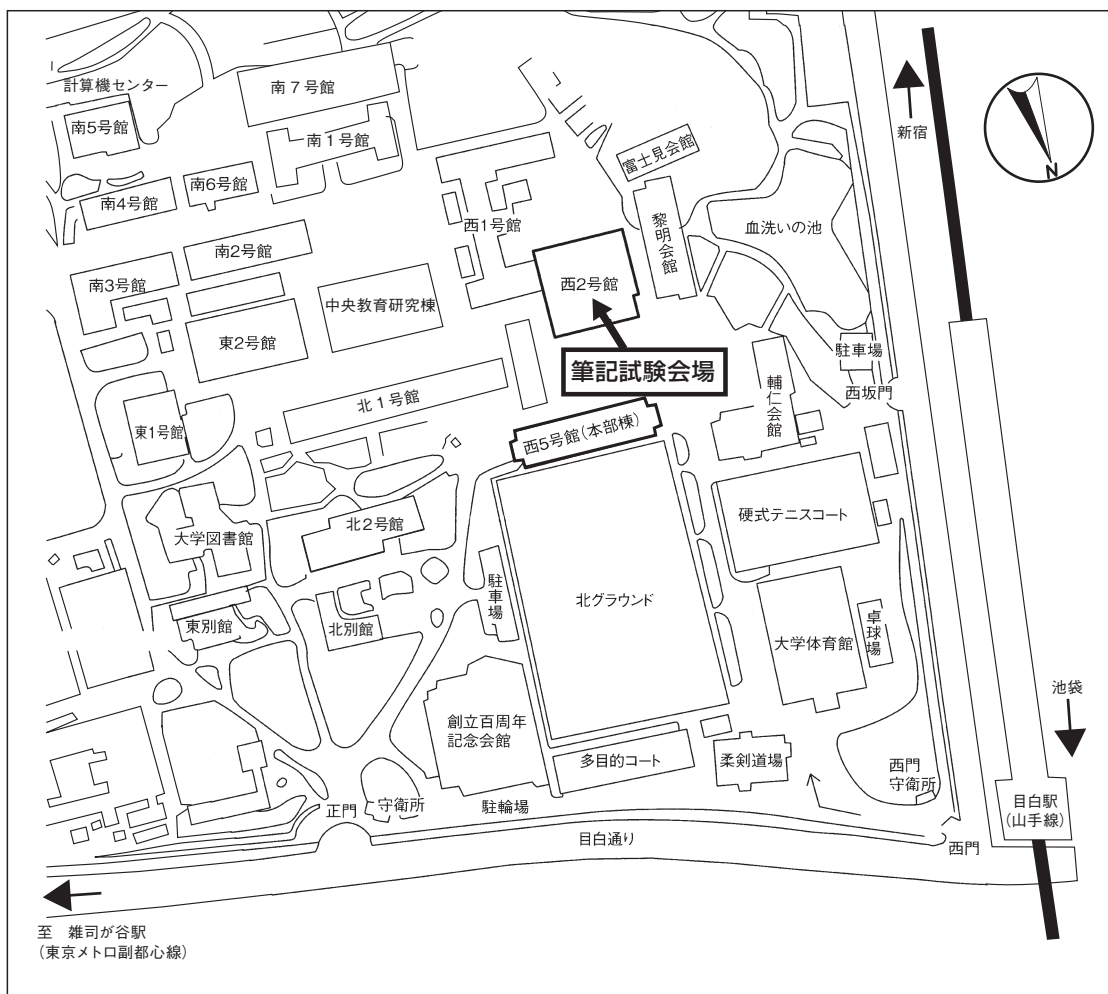 計算機センター
南7号館
南5号館
南1号館
新宿
N
富士見会館
南6号館
南4号館
西1号館
黎明会館
血洗いの池
南2号館
南3号館
西2号館
中央教育研究棟
東2号館
駐車場
筆記試験会場
西坂門
輔仁会館
北1号館
東1号館
西5号館(本部棟)
硬式テニスコート
北2号館
大学図書館
駐車場
北グラウンド
卓球場
東別館
北別館
大学体育館
池袋
創立百周年
記念会館
多目的コート
柔剣道場
西門
守衛所
目白駅
(山手線)
正門
守衛所
駐輪場
目白通り
西門
至 雑司が谷駅
(東京メトロ副都心線)